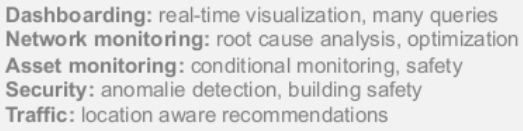 Dashboarding: real-time visualization, many queries
Network monitoring: root cause analysis, optimization
Asset monitoring: conditional monitoring, safety
Security: anomalie detection, building safety
Traffic: location aware recommendations